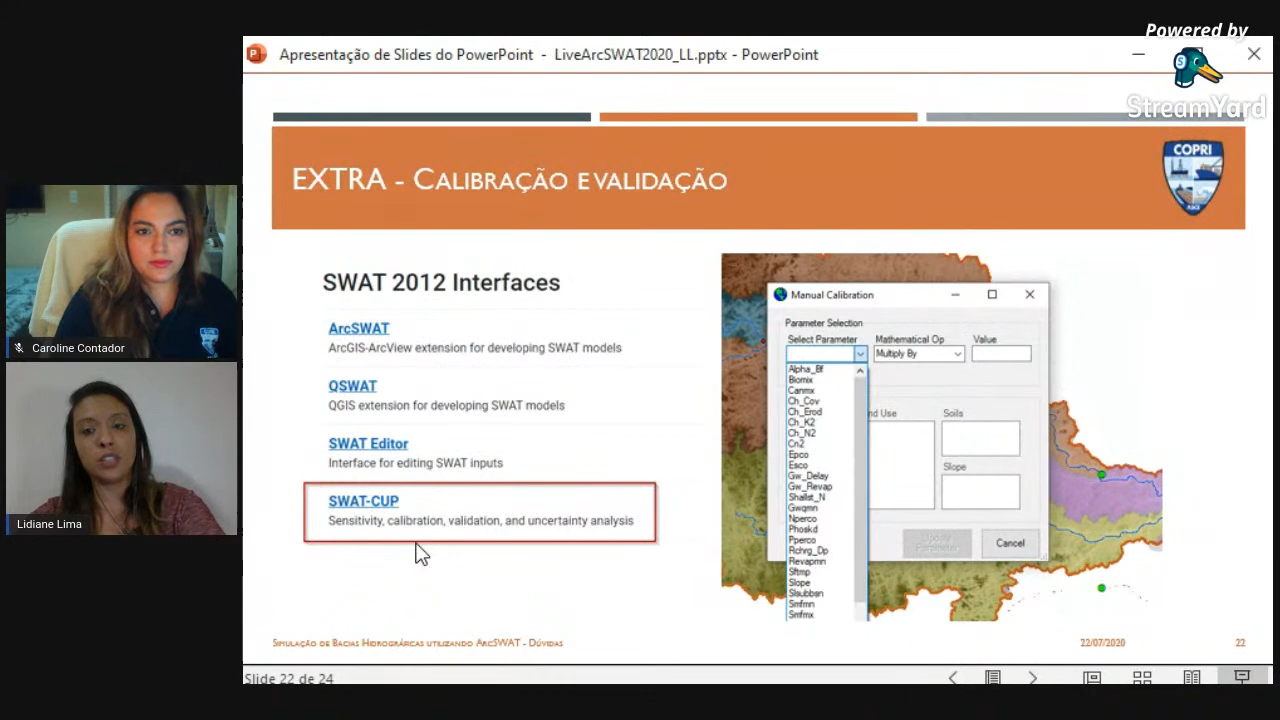 Powered by
StreamYard
Apresentação de Slides do PowerPoint - LiveArcSWAT2020_LL.pptx - PowerPoint
EXTRA - CALIBRAÇÃO E VALIDAÇÃO
COPRI
ASCE
SWAT 2012 Interfaces
ArcSWAT
ArcGIS-ArcView extension for developing SWAT models
QSWAT
QGIS extension for developing SWAT models
SWAT Editor
Interface for editing SWAT inputs
SWAT-CUP
Sensitivity, calibration, validation, and uncertainty analysis
Manual Calibration
Parameter Selection
Select Parameter Mathematical Op Value
Multiply By
Alpha_Bf
Biomix
Canmx
Ch_Cov
Ch_Erod
Ch_K2
Ch_N2
Cn2
Epco
Esco
Gw_Delay
Gw_Revap
Shallst_N
Gwqmn
Nperco
Phoskd
Pperco
Rchrg_Dp
Revapmn
Sftmp
Slope
Slsubbsn
Smfmn
Smfmx
nd Use Soils
Slope
Parameter
Cancel
Caroline Contador
Lidiane Lima
SIMULAÇÃO DE BACIAS HIDROGRÁFICAS UTILIZANDO ARCSWAT - DÚVIDAS
22/07/2020
22
Slide 22 de 24